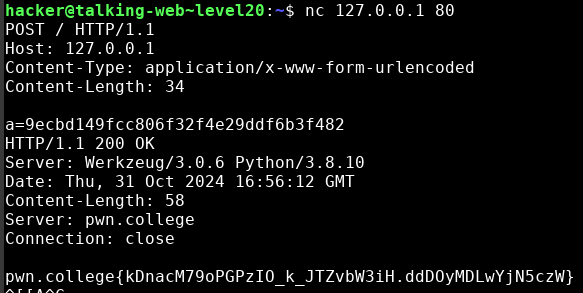 hacker@talking-web~level20:~$ nc 127.0.0.1 80
POST / HTTP/1.1
Host: 127.0.0.1
Content-Type: application/x-www-form-urlencoded
Content-Length: 34

a=9ecbd149fcc806f32f4e29ddf6b3f482
HTTP/1.1 200 OK
Server: Werkzeug/3.0.6 Python/3.8.10
Date: Thu, 31 Oct 2024 16:56:12 GMT
Content-Length: 58
Server: pwn.college
Connection: close

pwn.college{kDnacM79oPGPzIO_k_JTZvbW3iH.ddDOyMDLwYjN5czW}